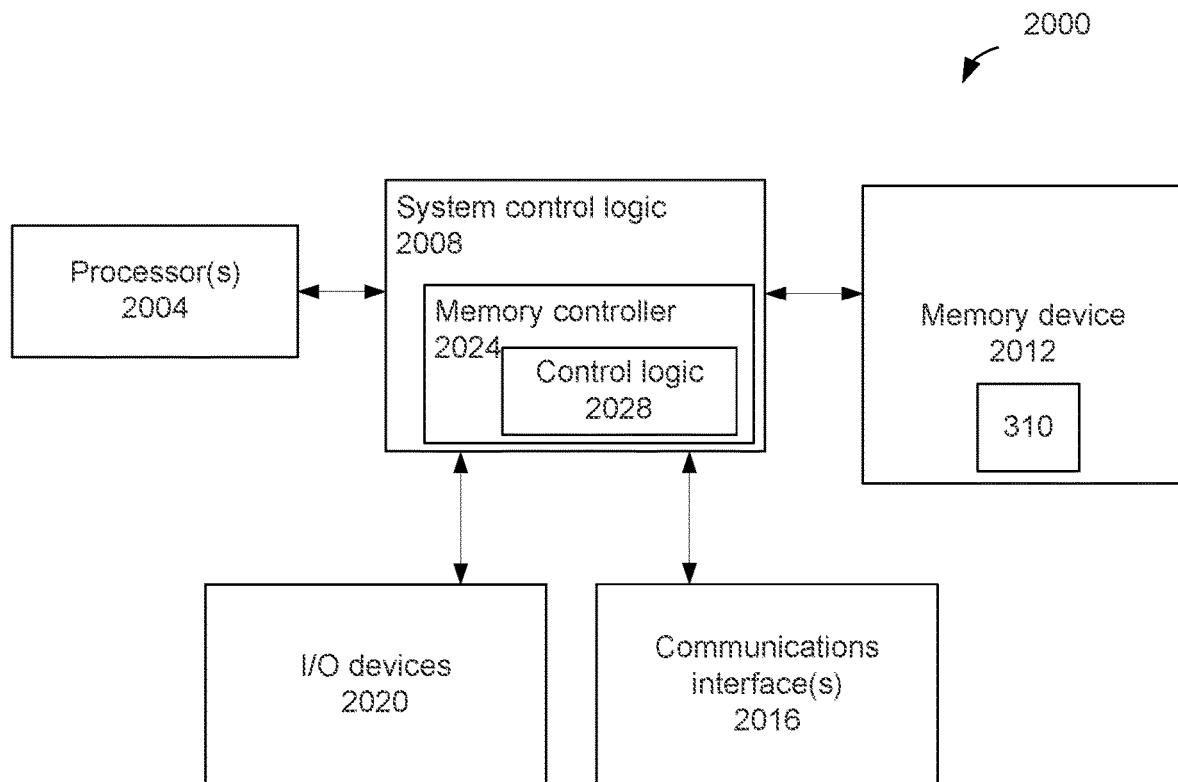 2000
System control logic
2008
Processor(s)
2004
Memory controller
2024
Control logic
2028
Memory device
2012
310
I/O devices
2020
Communications
interface(s)
2016